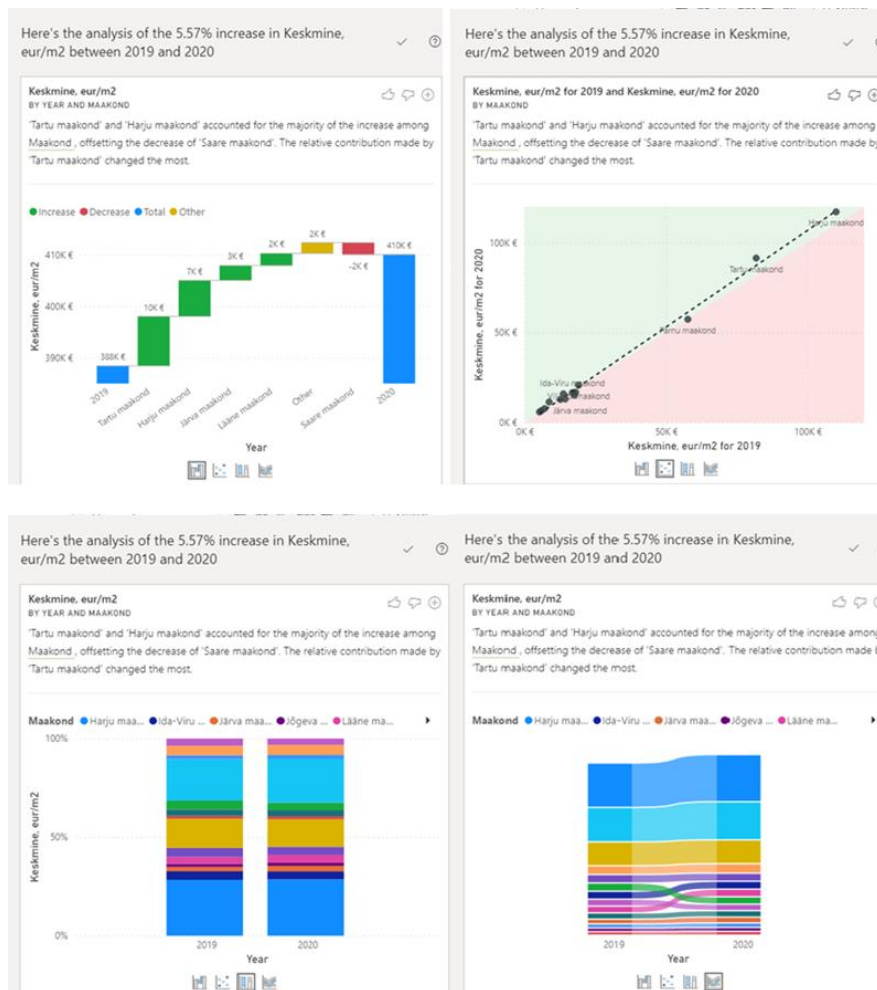 Here's the analysis of the 5.57% increase in Keskmine,
eur/m2 between 2019 and 2020
Keskmine, eur/m2
BY YEAR AND MAAKOND
'Tartu maakond' and 'Harju maakond' accounted for the majority of the increase among
Maakond , offsetting the decrease of 'Saare maakond'. The relative contribution made by
'Tartu maakond' changed the most.
Increase Decrease Total Other
410K €
400K €
390K €
Keskmine, eur/m2
388K €
10K €
7K €
3K €
2K €
2K €
-2K €
410K €
2019
Tartu maakond
Harju maakond
Järva maakond
Lääne maakond
Other
Saare maakond
2020
Year
Here's the analysis of the 5.57% increase in Keskmine,
eur/m2 between 2019 and 2020
Keskmine, eur/m2 for 2019 and Keskmine, eur/m2 for 2020
BY MAAKOND
'Tartu maakond' and 'Harju maakond' accounted for the majority of the increase among
Maakond , offsetting the decrease of 'Saare maakond'. The relative contribution made by
'Tartu maakond' changed the most.
Keskmine, eur/m2 for 2020
100K €
50K €
0K €
Harju maakond
Tartu maakond
Pärnu maakond
Ida-Viru maakond
maakond
Järva maakond
0K €
50K €
100K €
Keskmine, eur/m2 for 2019
Here's the analysis of the 5.57% increase in Keskmine,
eur/m2 between 2019 and 2020
Keskmine, eur/m2
BY YEAR AND MAAKOND
'Tartu maakond' and 'Harju maakond' accounted for the majority of the increase among
Maakond , offsetting the decrease of 'Saare maakond'. The relative contribution made by
'Tartu maakond' changed the most.
Maakond Harju maa... Ida-Viru ... Järva maa... Jõgeva ... Lääne ma...
100%
50%
0%
Keskmine, eur/m2
2019
2020
Year
Here's the analysis of the 5.57% increase in Keskmine,
eur/m2 between 2019 and 2020
Keskmine, eur/m2
BY YEAR AND MAAKOND
'Tartu maakond' and 'Harju maakond' accounted for the majority of the increase among
Maakond , offsetting the decrease of 'Saare maakond'. The relative contribution made
'Tartu maakond' changed the most.
Maakond Harju maa... Ida-Viru ... Järva maa... Jõgeva ... Lääne ma...
2019
2020
Year